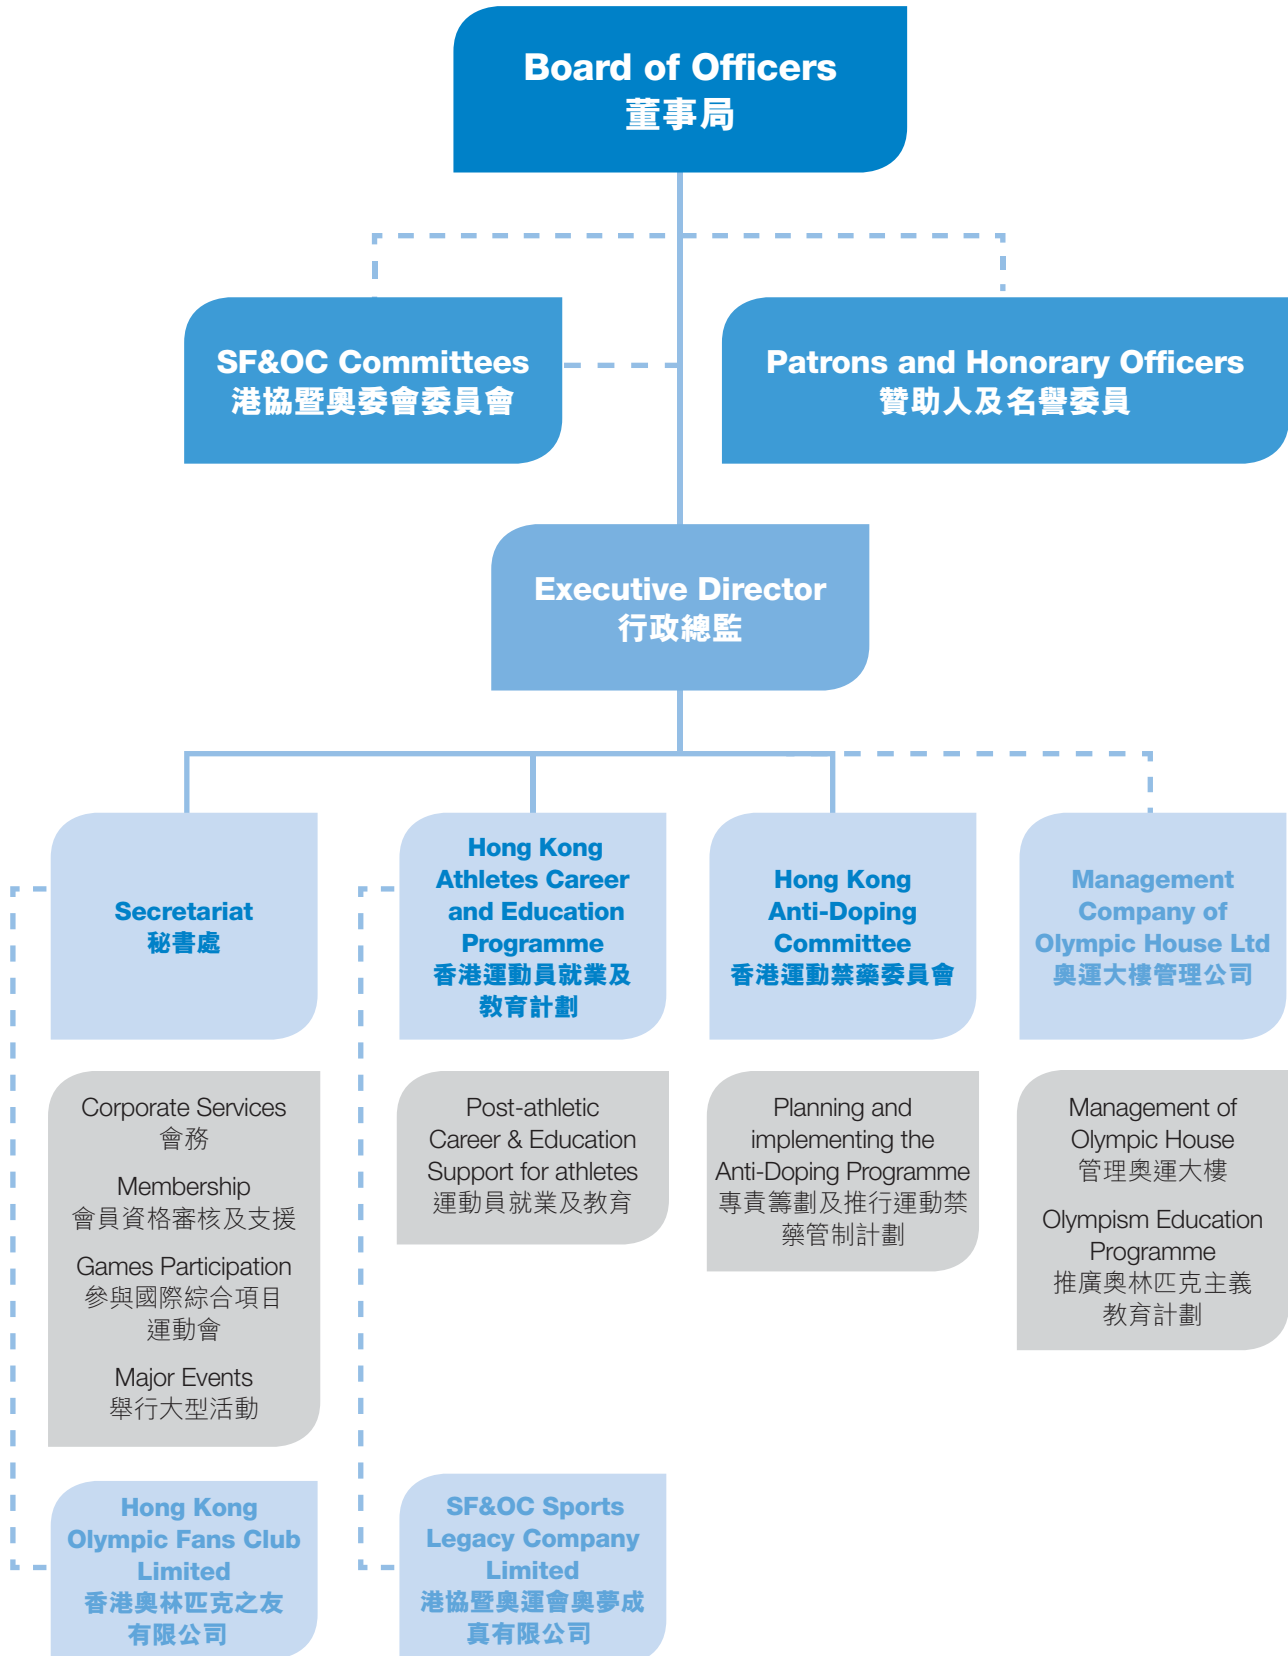 Board of Officers
董事局
SF&OC Committees
港協暨奧委會委員會
Patrons and Honorary Officers
贊助人及名譽委員
Executive Director
行政總監
Secretariat
秘書處
Hong Kong
Athletes Career
and Education
Programme
香港運動員就業及
教育計劃
Hong Kong
Anti-Doping
Committee
香港運動禁藥委員會
Management
Company of
Olympic House Ltd
奧運大樓管理公司
Corporate Services
會務
Membership
會員資格審核及支援
Games Participation
參與國際綜合項目
運動會
Major Events
舉行大型活動
Post-athletic
Career & Education
Support for athletes
運動員就業及教育
Planning and
implementing the
Anti-Doping Programme
專責籌劃及推行運動禁
藥管制計劃
Management of
Olympic House
管理奧運大樓
Olympism Education
Programme
推廣奧林匹克主義
教育計劃
Hong Kong
Olympic Fans Club
Limited
香港奧林匹克之友
有限公司
SF&OC Sports
Legacy Company
Limited
港協暨奧運會奧夢成
真有限公司